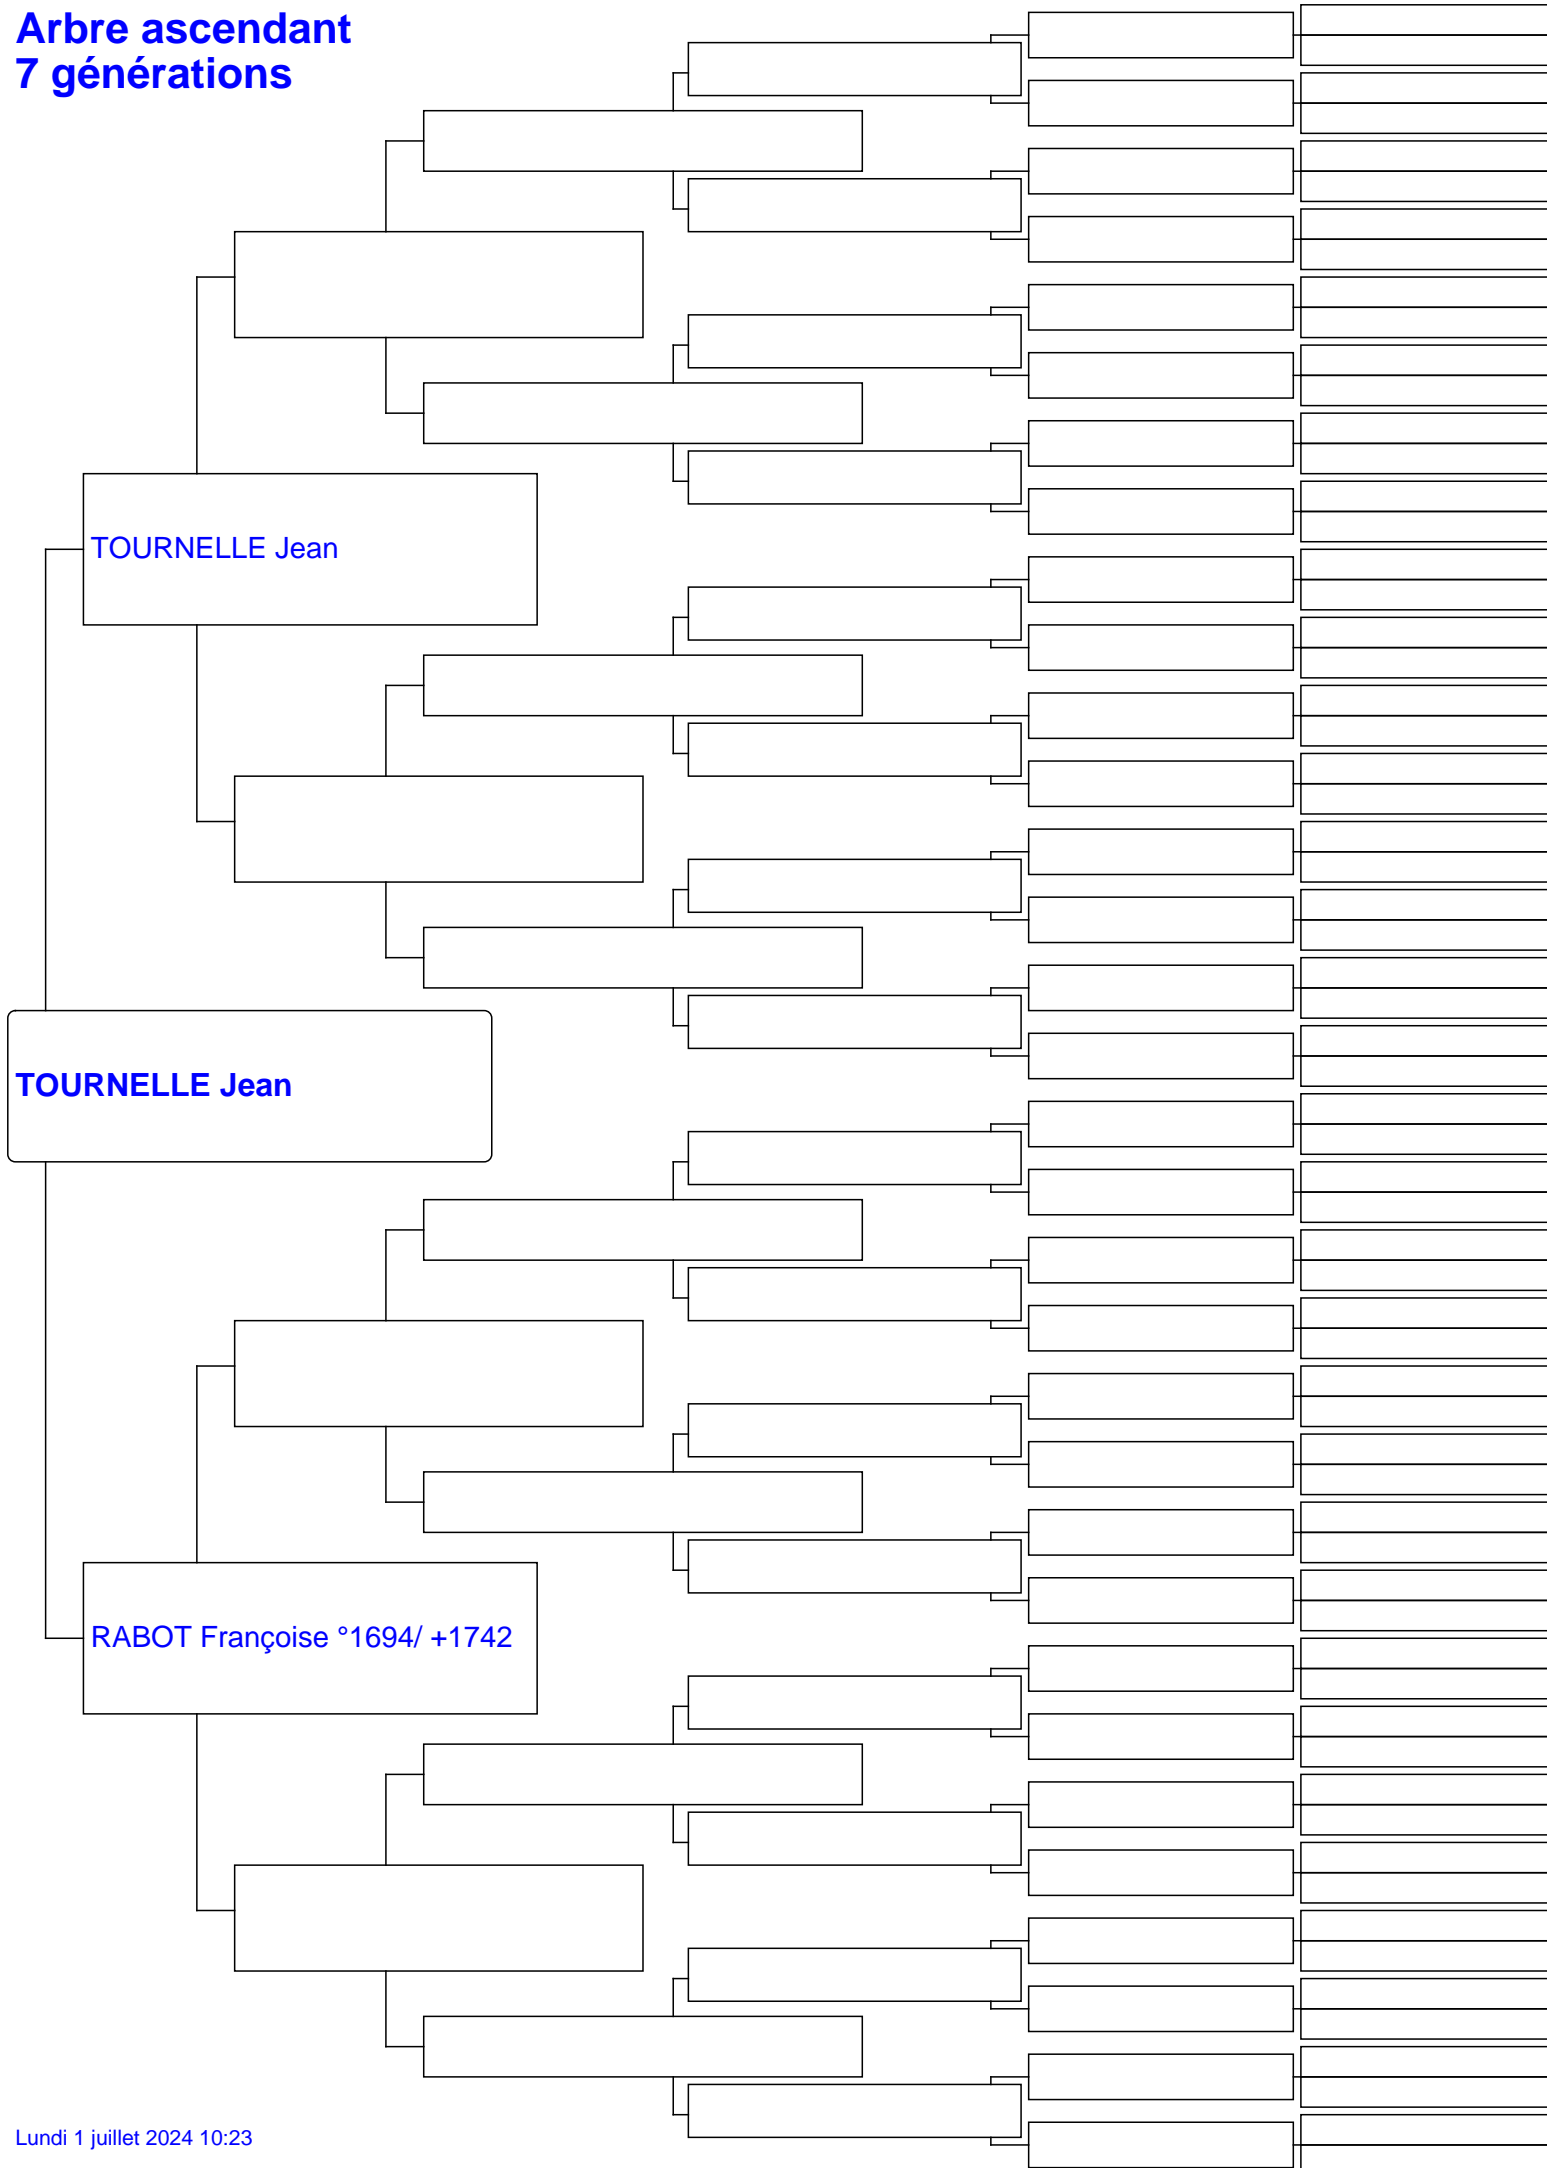 Arbre ascendant
7 générations
TOURNELLE Jean
TOURNELLE Jean
RABOT Françoise °1694/ +1742
Lundi 1 juillet 2024 10:23